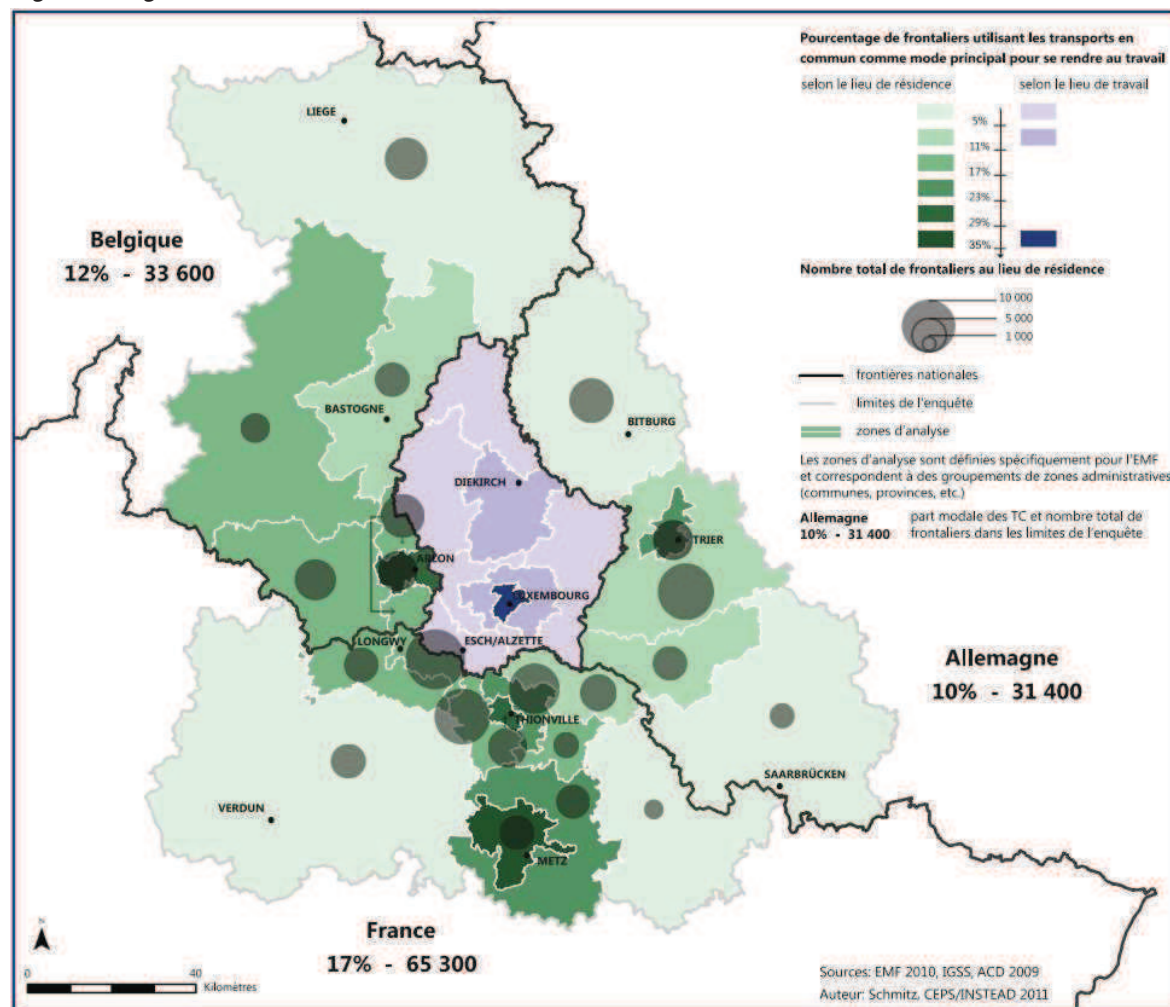 Pourcentage de frontaliers utilisant les transports en
commun comme mode principal pour se rendre au travail
selon le lieu de résidence
selon le lieu de travail
5%
11%
17%
23%
29%
35%
Nombre total de frontaliers au lieu de résidence
10 000
5 000
1 000
frontières nationales
limites de l'enquête
zones d'analyse
Les zones d'analyse sont définies spécifiquement pour l'EMF
et correspondent à des groupements de zones administratives
(communes, provinces, etc.)
Allemagne
10% - 31 400
part modale des TC et nombre total de
frontaliers dans les limites de l'enquête
LIEGE
Belgique
12% - 33 600
BASTOGNE
BITBURG
DIEKIRCH
TRIER
ARLON
LUXEMBOURG
LONGWY
ESCH/ALZETTE
Allemagne
10% - 31 400
THIONVILLE
SAARBRÜCKEN
VERDUN
METZ
France
17% - 65 300
N
0
40
Kilomètres
Sources: EMF 2010, IGSS, ACD 2009
Auteur: Schmitz, CEPS/INSTEAD 2011